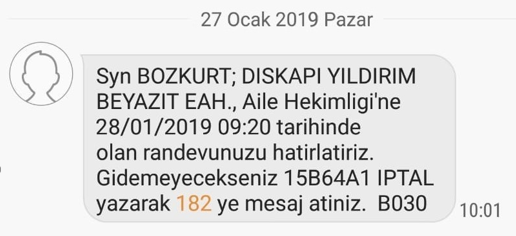 27 Ocak 2019 Pazar
Syn BOZKURT; DISKAPI YILDIRIM
BEYAZIT EAH., Aile Hekimligi'ne
28/01/2019 09:20 tarihinde
olan randevunuzu hatirlatiriz.
Gidemeyecekseniz 15B64A1 IPTAL
yazarak 182 ye mesaj atiniz.  B030
10:01